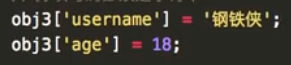 obj3['username'] = '钢铁侠';
obj3['age'] = 18;